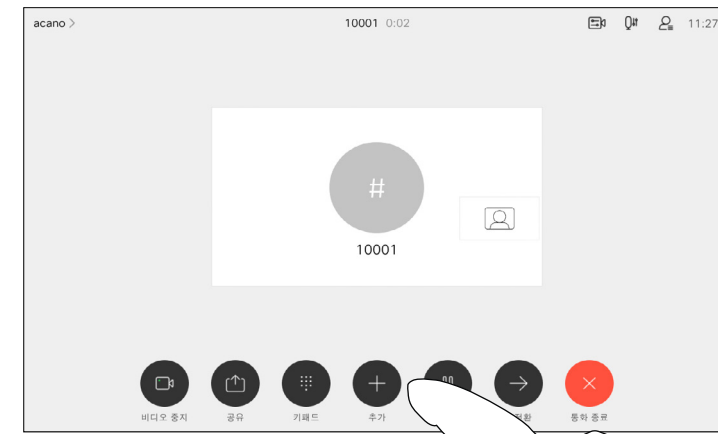 acano >
10001 0:02
11:27
#
10001
비디오 중지
공유
키패드
추가
통화 종료